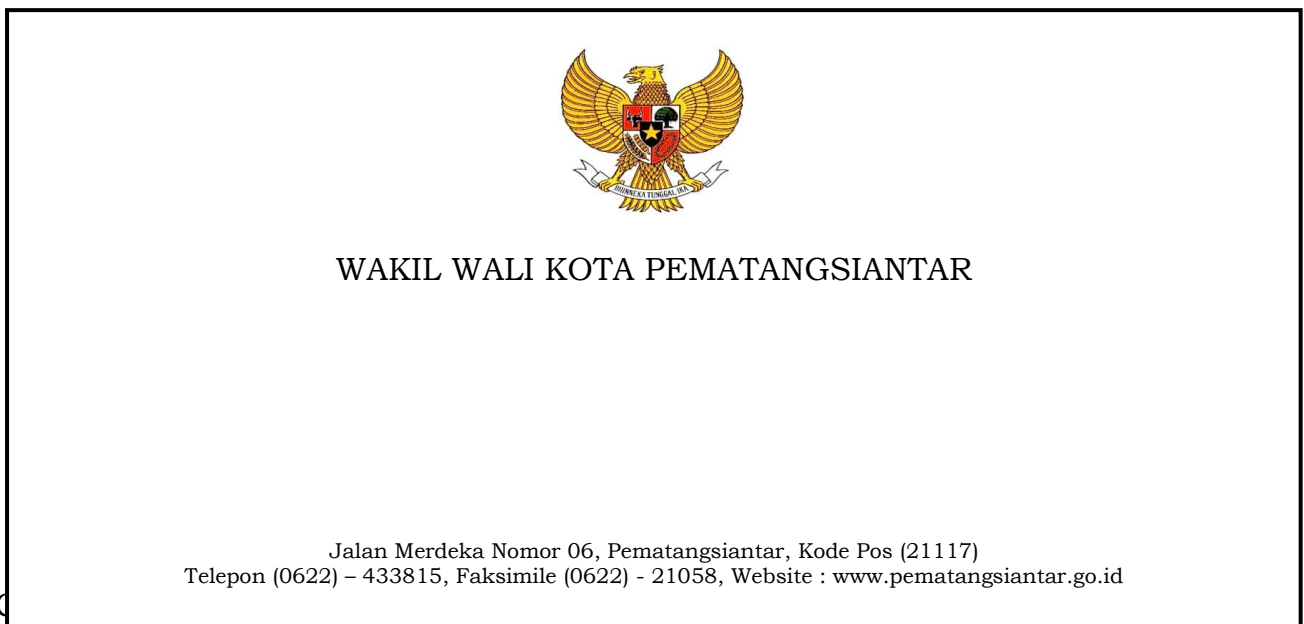 BHINNEKA TUNGGAL IKA
WAKIL WALI KOTA PEMATANGSIANTAR
Jalan Merdeka Nomor 06, Pematangsiantar, Kode Pos (21117)
Telepon (0622) – 433815, Faksimile (0622) - 21058, Website : www.pematangsiantar.go.id